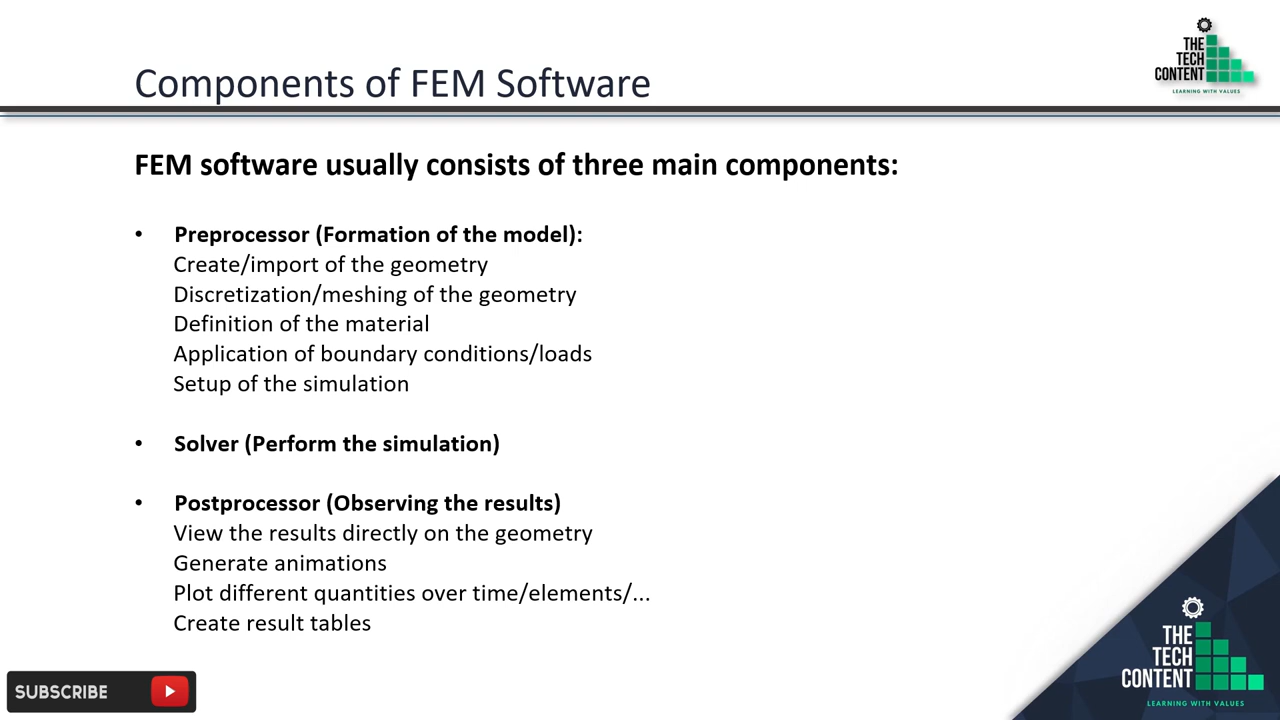 Components of FEM Software
THE
TECH
CONTENT
LEARNING WITH VALUES
FEM software usually consists of three main components:
• Preprocessor (Formation of the model):
Create/import of the geometry
Discretization/meshing of the geometry
Definition of the material
Application of boundary conditions/loads
Setup of the simulation
• Solver (Perform the simulation)
• Postprocessor (Observing the results)
View the results directly on the geometry
Generate animations
Plot different quantities over time/elements/...
Create result tables
SUBSCRIBE
THE
TECH
CONTENT
LEARNING WITH VALUES